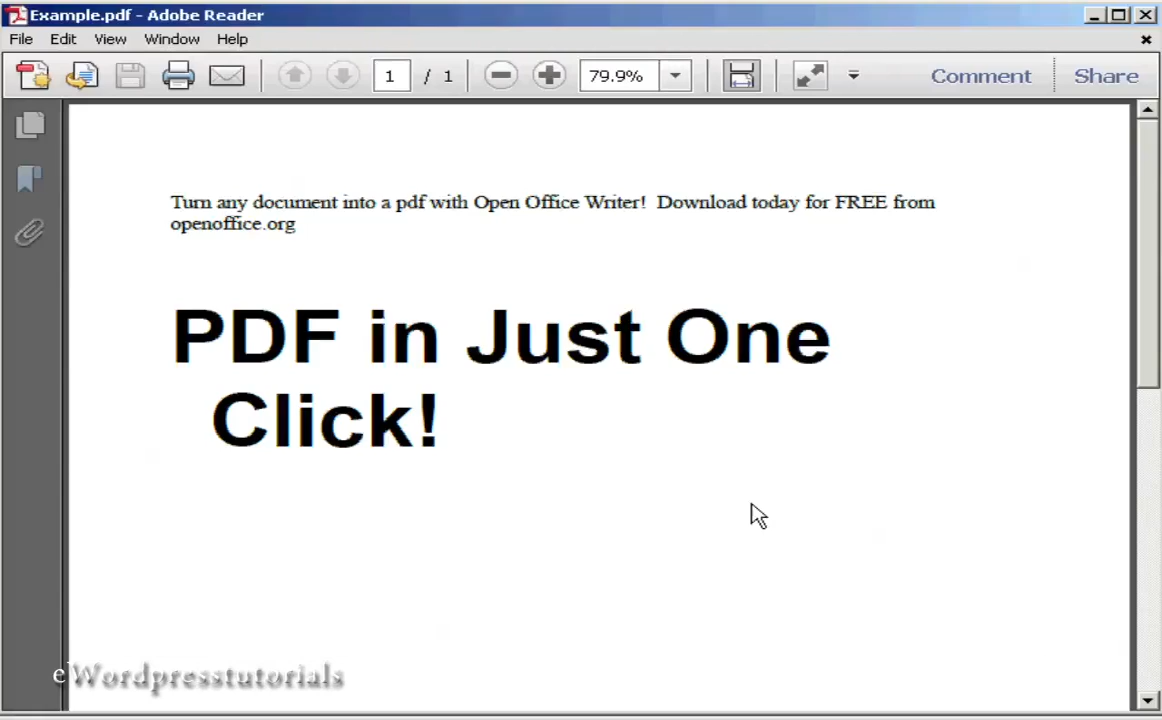 Example.pdf - Adobe Reader
File Edit View Window Help
1 / 1 79.9% Comment Share
Turn any document into a pdf with Open Office Writer!  Download today for FREE from
openoffice.org
PDF in Just One
Click!
eWordpresstutorials